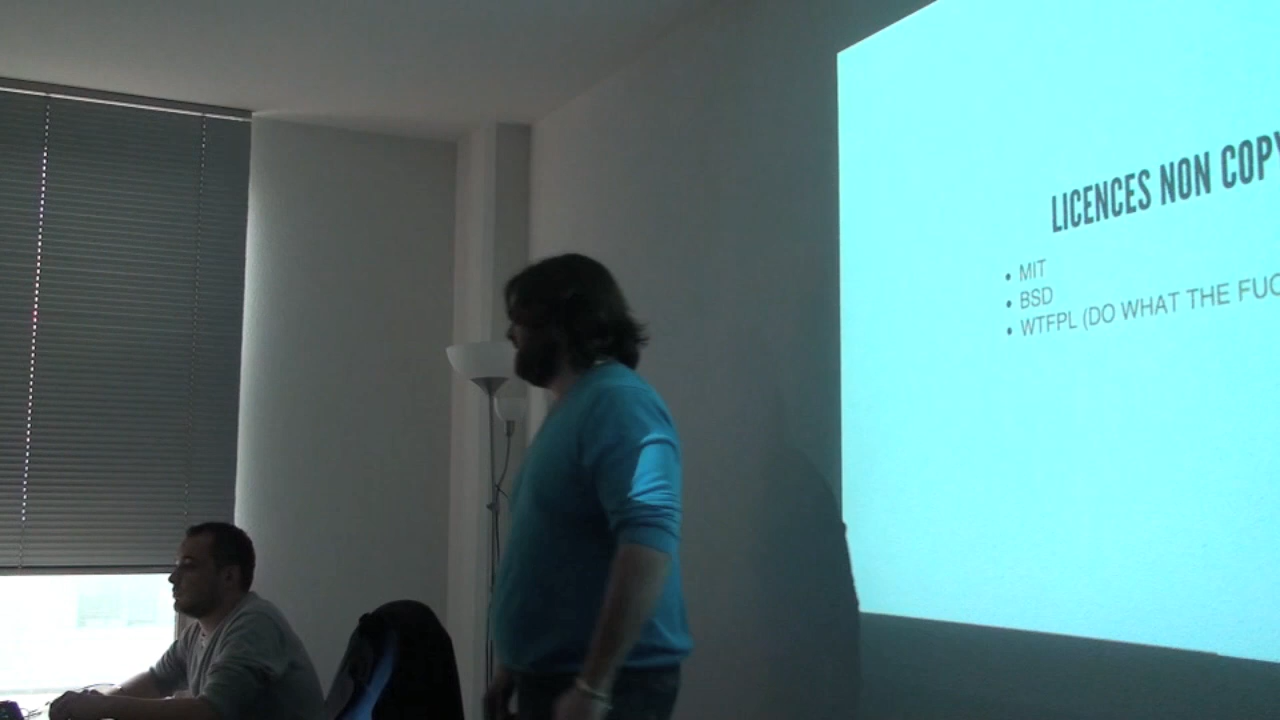 LICENCES NON COPY
• MIT
• BSD
• WTFPL (DO WHAT THE FUC